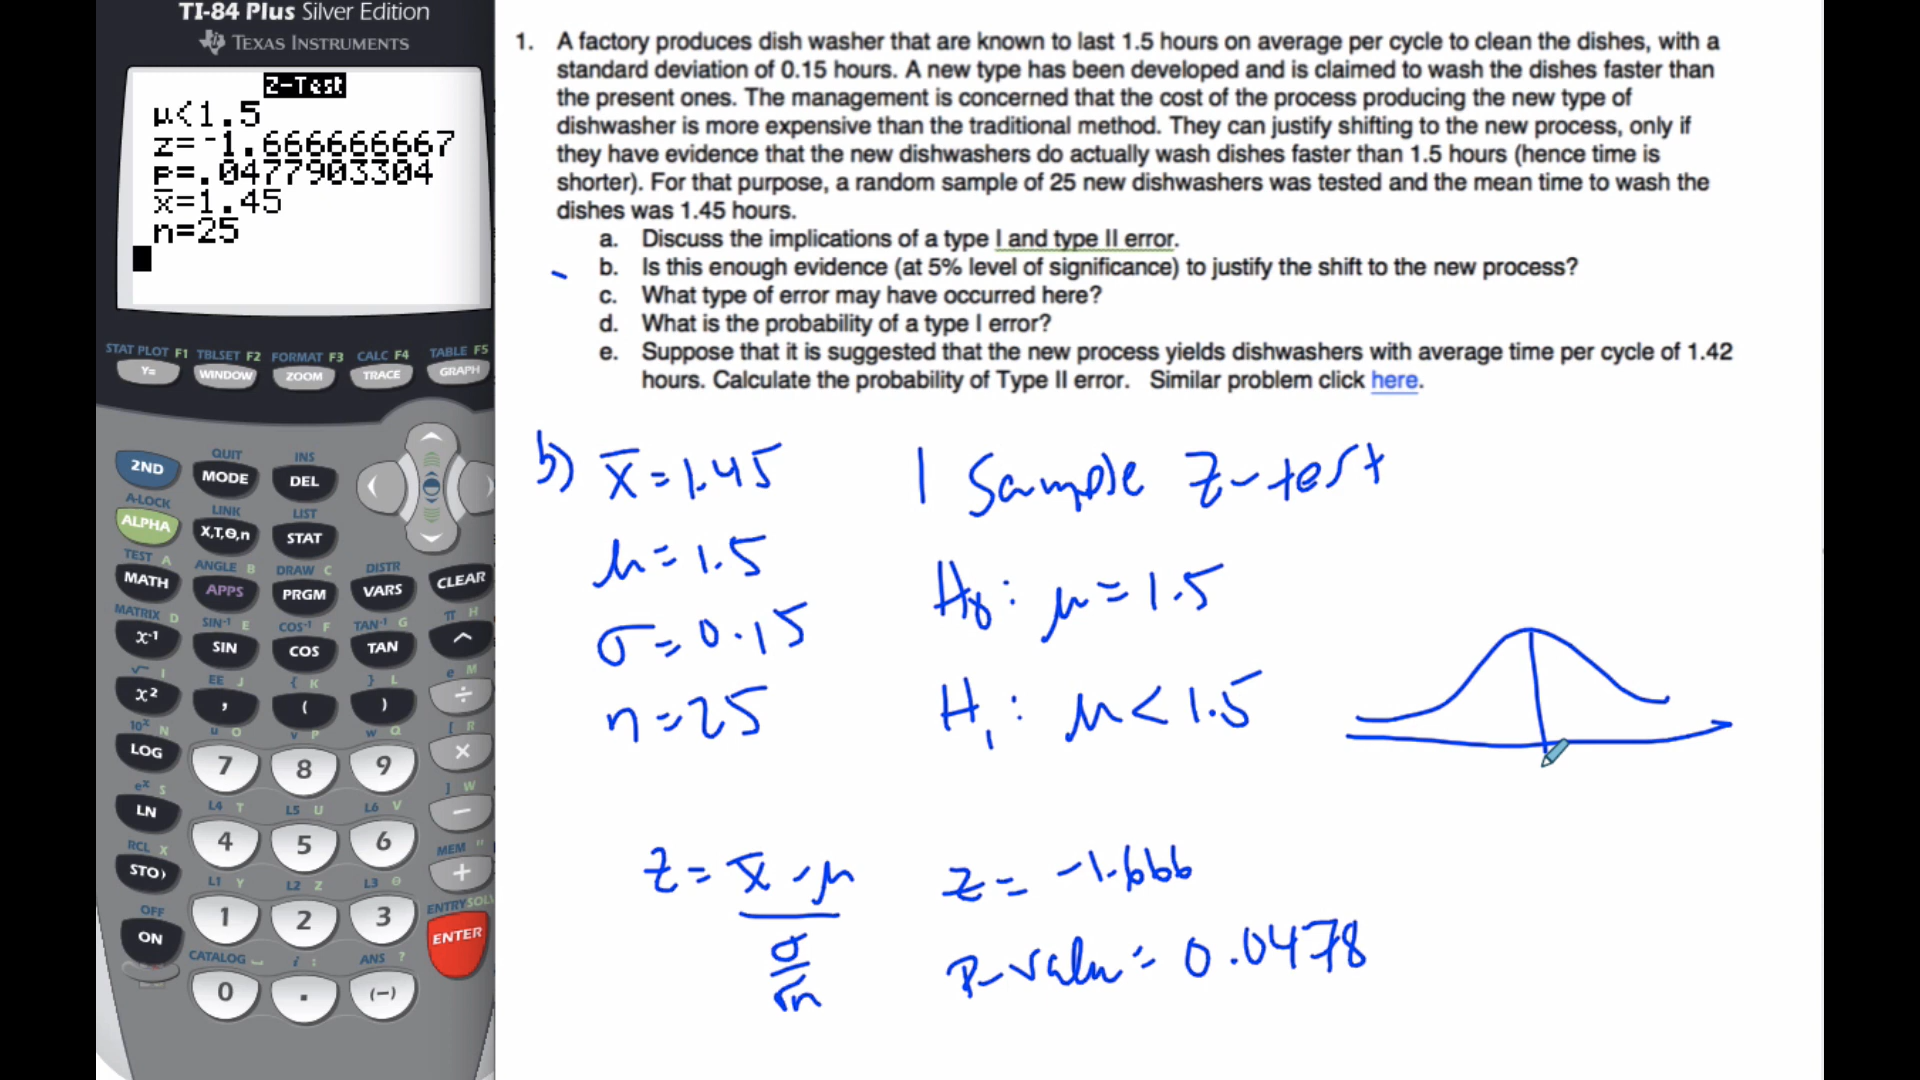 TI-84 Plus Silver Edition
TEXAS INSTRUMENTS
Z-Test
μ<1.5
z=-1.666666667
p=.0477903304
x̄=1.45
n=25
STAT PLOT F1 TBLSET F2 FORMAT F3 CALC F4 TABLE F5
Y= WINDOW ZOOM TRACE GRAPH
QUIT INS
2ND MODE DEL
A-LOCK LINK LIST
ALPHA X,T,Θ,n STAT
TEST A ANGLE B DRAW C DISTR
MATH APPS PRGM VARS CLEAR
MATRIX D SIN-1 E COS-1 F TAN-1 G π H
x-1 SIN COS TAN ^
√ I EE J { K } L e M
x² , ( ) ÷
10ˣ N u O v P w Q [ R
LOG 7 8 9 ×
eˣ S L4 T L5 U L6 V ] W
LN 4 5 6 −
RCL X L1 Y L2 Z L3 Θ MEM "
STO› 1 2 3 +
OFF CATALOG i : ANS ? ENTRY SOLV
ON 0 . (−) ENTER
1. A factory produces dish washer that are known to last 1.5 hours on average per cycle to clean the dishes, with a
standard deviation of 0.15 hours. A new type has been developed and is claimed to wash the dishes faster than
the present ones. The management is concerned that the cost of the process producing the new type of
dishwasher is more expensive than the traditional method. They can justify shifting to the new process, only if
they have evidence that the new dishwashers do actually wash dishes faster than 1.5 hours (hence time is
shorter). For that purpose, a random sample of 25 new dishwashers was tested and the mean time to wash the
dishes was 1.45 hours.
a. Discuss the implications of a type I and type II error.
b. Is this enough evidence (at 5% level of significance) to justify the shift to the new process?
c. What type of error may have occurred here?
d. What is the probability of a type I error?
e. Suppose that it is suggested that the new process yields dishwashers with average time per cycle of 1.42
hours. Calculate the probability of Type II error. Similar problem click here.
b) x̄ = 1.45
μ = 1.5
σ = 0.15
n = 25
1 Sample Z-test
H0: μ = 1.5
H1: μ < 1.5
z = x̄ - μ
σ
√n
z = -1.666
P-valu = 0.0478